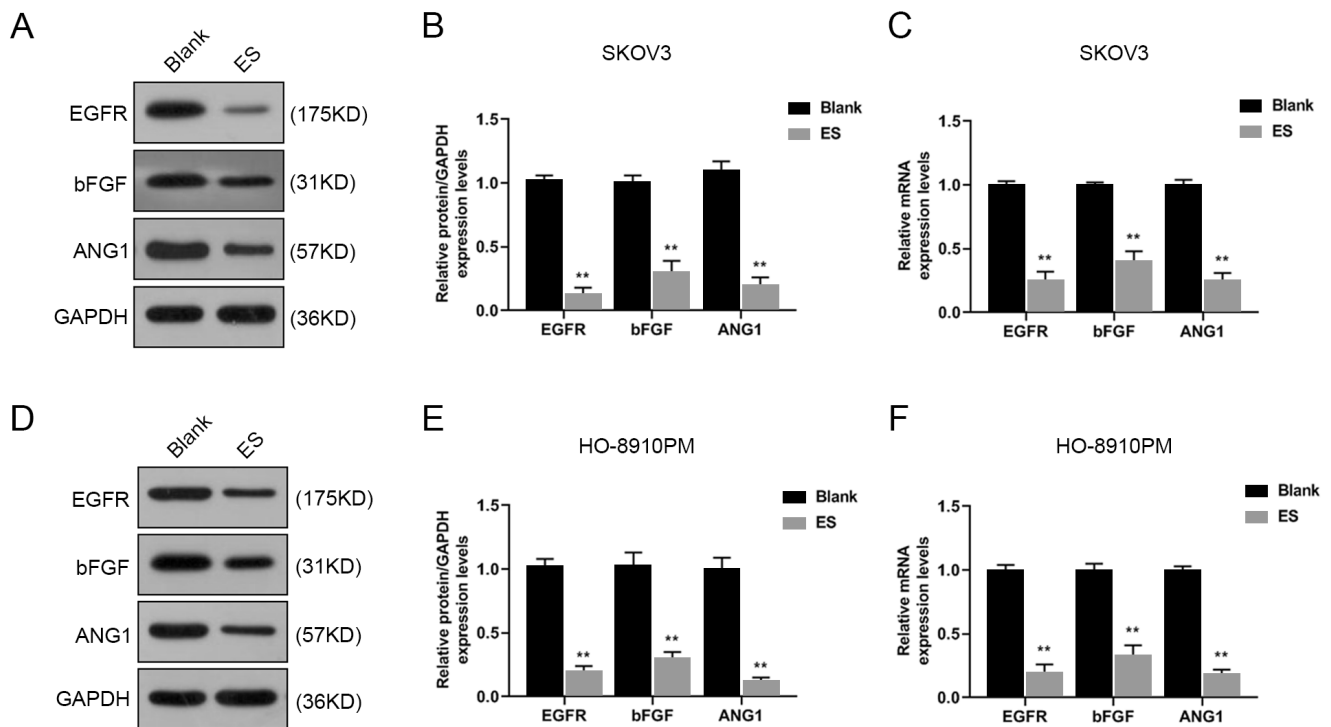 A
Blank ES
EGFR (175KD)
bFGF (31KD)
ANG1 (57KD)
GAPDH (36KD)
B
SKOV3
Blank
ES
Relative protein/GAPDH
expression levels
1.5
1.0
0.5
0.0
** ** **
EGFR bFGF ANG1
C
SKOV3
Blank
ES
Relative mRNA
expression levels
1.5
1.0
0.5
0.0
** ** **
EGFR bFGF ANG1
D
Blank ES
EGFR (175KD)
bFGF (31KD)
ANG1 (57KD)
GAPDH (36KD)
E
HO-8910PM
Blank
ES
Relative protein/GAPDH
expression levels
1.5
1.0
0.5
0.0
** ** **
EGFR bFGF ANG1
F
HO-8910PM
Blank
ES
Relative mRNA
expression levels
1.5
1.0
0.5
0.0
** ** **
EGFR bFGF ANG1